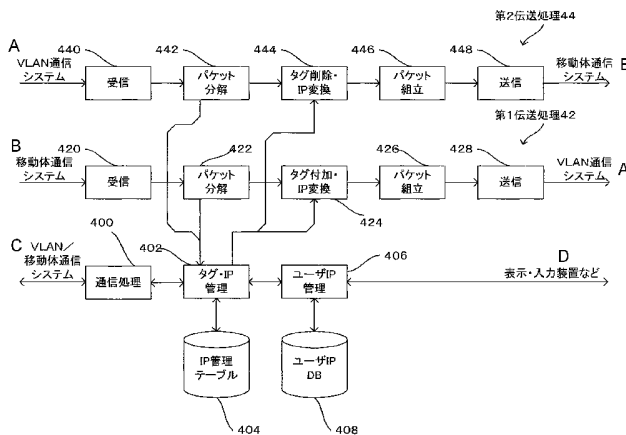 第2伝送処理44
A
440
442
444
446
448
VLAN通信
システム
受信
パケット
分解
タグ削除・
IP変換
パケット
組立
送信
移動体通信
システム
B
第1伝送処理42
B
420
422
426
428
移動体通信
システム
受信
パケット
分解
タグ付加・
IP変換
パケット
組立
送信
VLAN通信
システム
A
424
C
VLAN/
移動体通信
システム
400
402
406
通信処理
タグ・IP
管理
ユーザIP
管理
D
表示・入力装置など
IP管理
テーブル
ユーザIP
DB
404
408